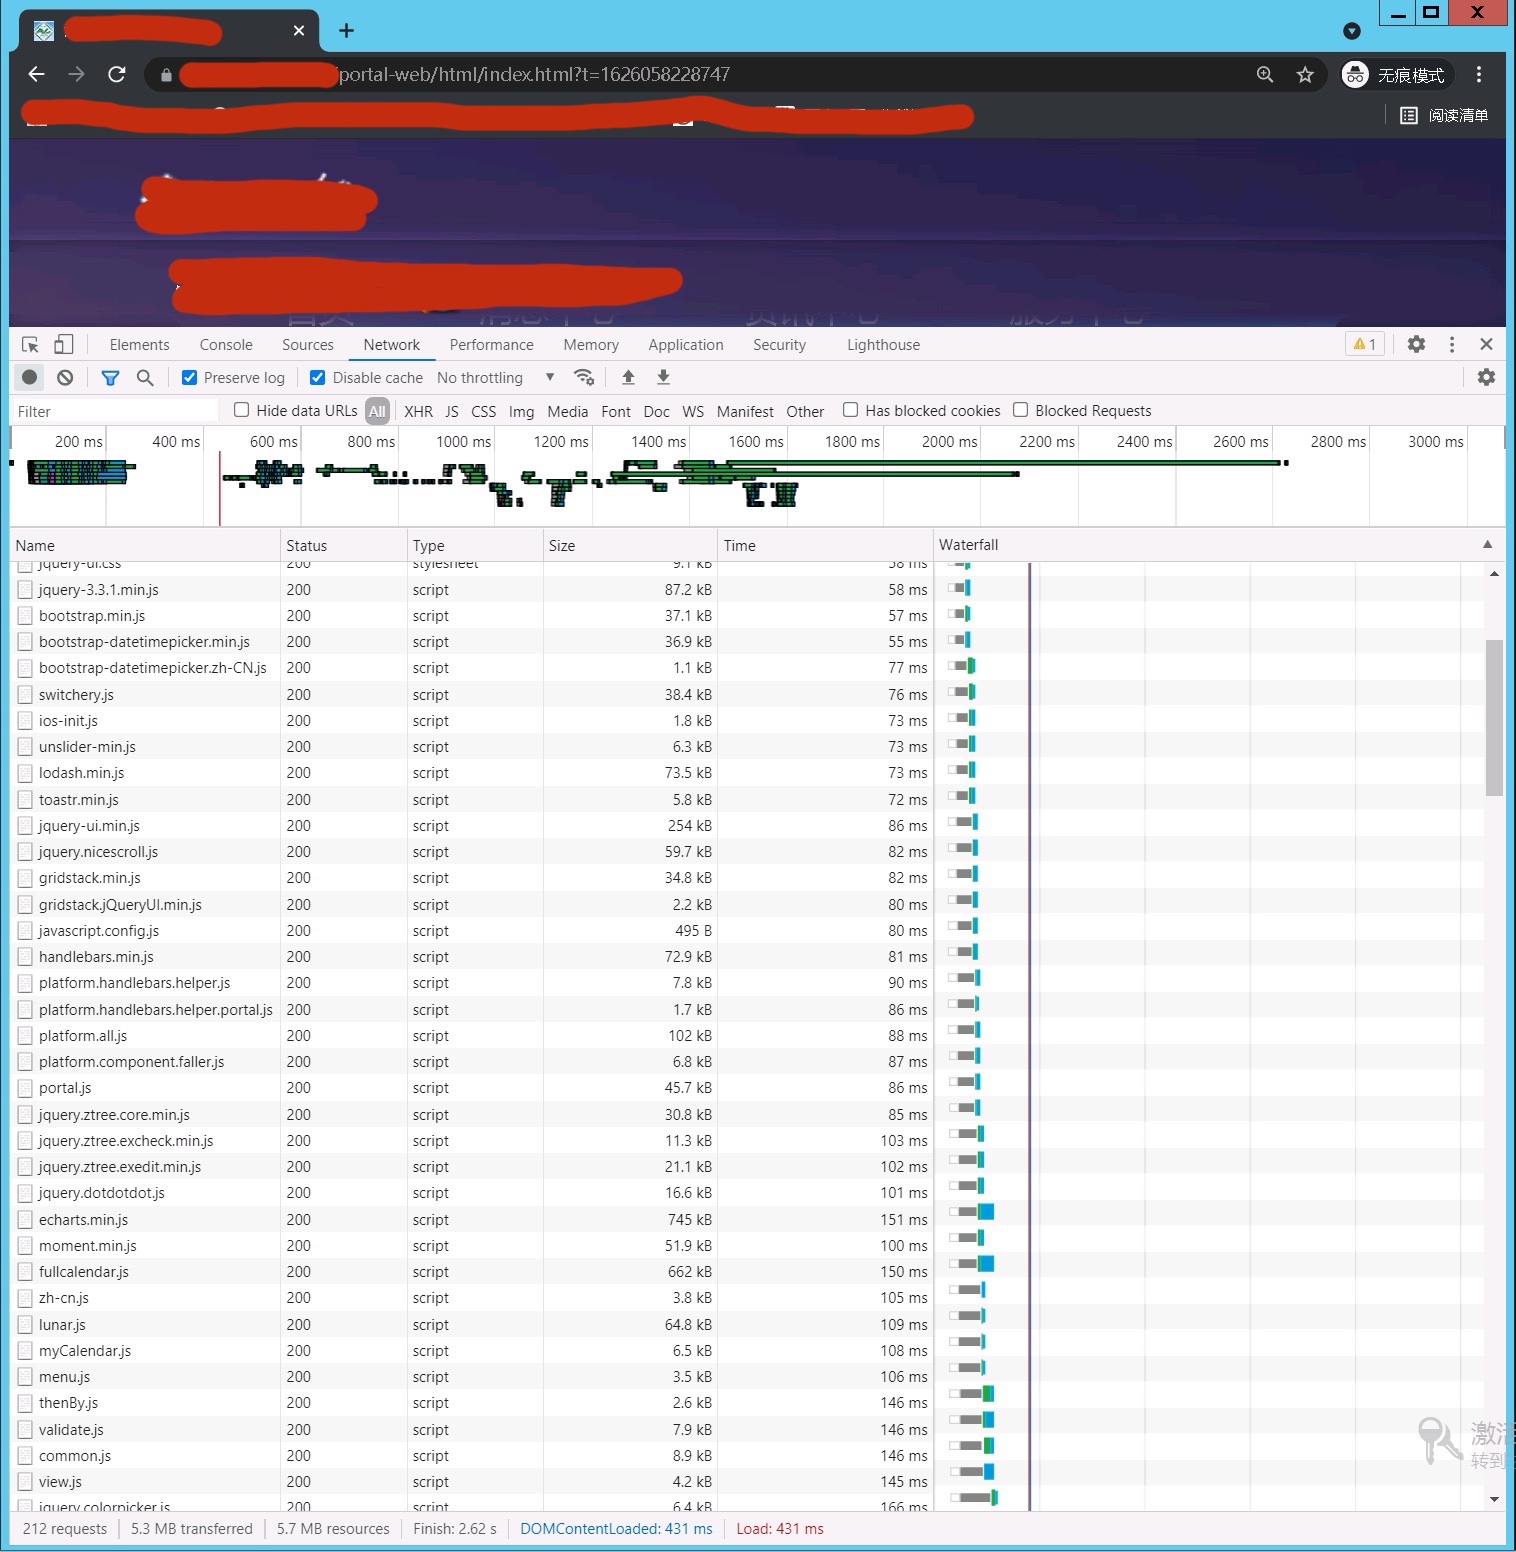 /portal-web/html/index.html?t=1626058228747
无痕模式
阅读清单
Elements Console Sources Network Performance Memory Application Security Lighthouse 1
Preserve log Disable cache No throttling
Filter Hide data URLs All XHR JS CSS Img Media Font Doc WS Manifest Other Has blocked cookies Blocked Requests
200 ms 400 ms 600 ms 800 ms 1000 ms 1200 ms 1400 ms 1600 ms 1800 ms 2000 ms 2200 ms 2400 ms 2600 ms 2800 ms 3000 ms
Name Status Type Size Time Waterfall
jquery-ui.css 200 stylesheet 9.1 kB 58 ms
jquery-3.3.1.min.js 200 script 87.2 kB 58 ms
bootstrap.min.js 200 script 37.1 kB 57 ms
bootstrap-datetimepicker.min.js 200 script 36.9 kB 55 ms
bootstrap-datetimepicker.zh-CN.js 200 script 1.1 kB 77 ms
switchery.js 200 script 38.4 kB 76 ms
ios-init.js 200 script 1.8 kB 73 ms
unslider-min.js 200 script 6.3 kB 73 ms
lodash.min.js 200 script 73.5 kB 73 ms
toastr.min.js 200 script 5.8 kB 72 ms
jquery-ui.min.js 200 script 254 kB 86 ms
jquery.nicescroll.js 200 script 59.7 kB 82 ms
gridstack.min.js 200 script 34.8 kB 82 ms
gridstack.jQueryUI.min.js 200 script 2.2 kB 80 ms
javascript.config.js 200 script 495 B 80 ms
handlebars.min.js 200 script 72.9 kB 81 ms
platform.handlebars.helper.js 200 script 7.8 kB 90 ms
platform.handlebars.helper.portal.js 200 script 1.7 kB 86 ms
platform.all.js 200 script 102 kB 88 ms
platform.component.faller.js 200 script 6.8 kB 87 ms
portal.js 200 script 45.7 kB 86 ms
jquery.ztree.core.min.js 200 script 30.8 kB 85 ms
jquery.ztree.excheck.min.js 200 script 11.3 kB 103 ms
jquery.ztree.exedit.min.js 200 script 21.1 kB 102 ms
jquery.dotdotdot.js 200 script 16.6 kB 101 ms
echarts.min.js 200 script 745 kB 151 ms
moment.min.js 200 script 51.9 kB 100 ms
fullcalendar.js 200 script 662 kB 150 ms
zh-cn.js 200 script 3.8 kB 105 ms
lunar.js 200 script 64.8 kB 109 ms
myCalendar.js 200 script 6.5 kB 108 ms
menu.js 200 script 3.5 kB 106 ms
thenBy.js 200 script 2.6 kB 146 ms
validate.js 200 script 7.9 kB 146 ms
common.js 200 script 8.9 kB 146 ms
view.js 200 script 4.2 kB 145 ms
jquery.colorpicker.js 200 script 6.4 kB 166 ms
激活
转到
212 requests 5.3 MB transferred 5.7 MB resources Finish: 2.62 s DOMContentLoaded: 431 ms Load: 431 ms